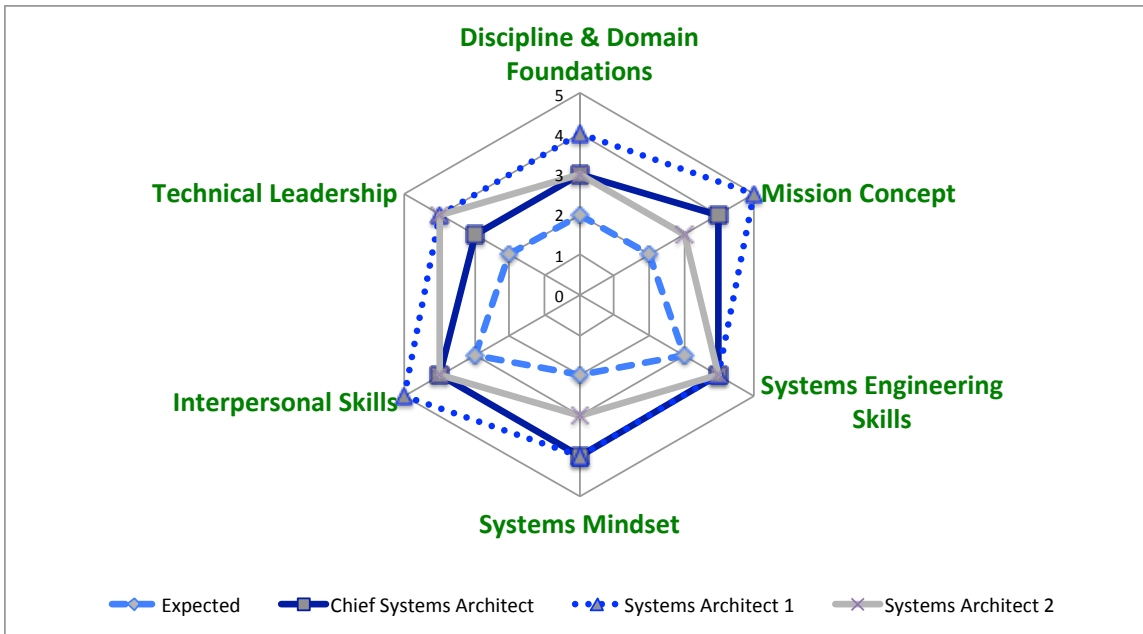 Discipline & Domain
Foundations
5
4
3
2
1
0
Technical Leadership
Mission Concept
Interpersonal Skills
Systems Engineering
Skills
Systems Mindset
Expected
Chief Systems Architect
Systems Architect 1
Systems Architect 2